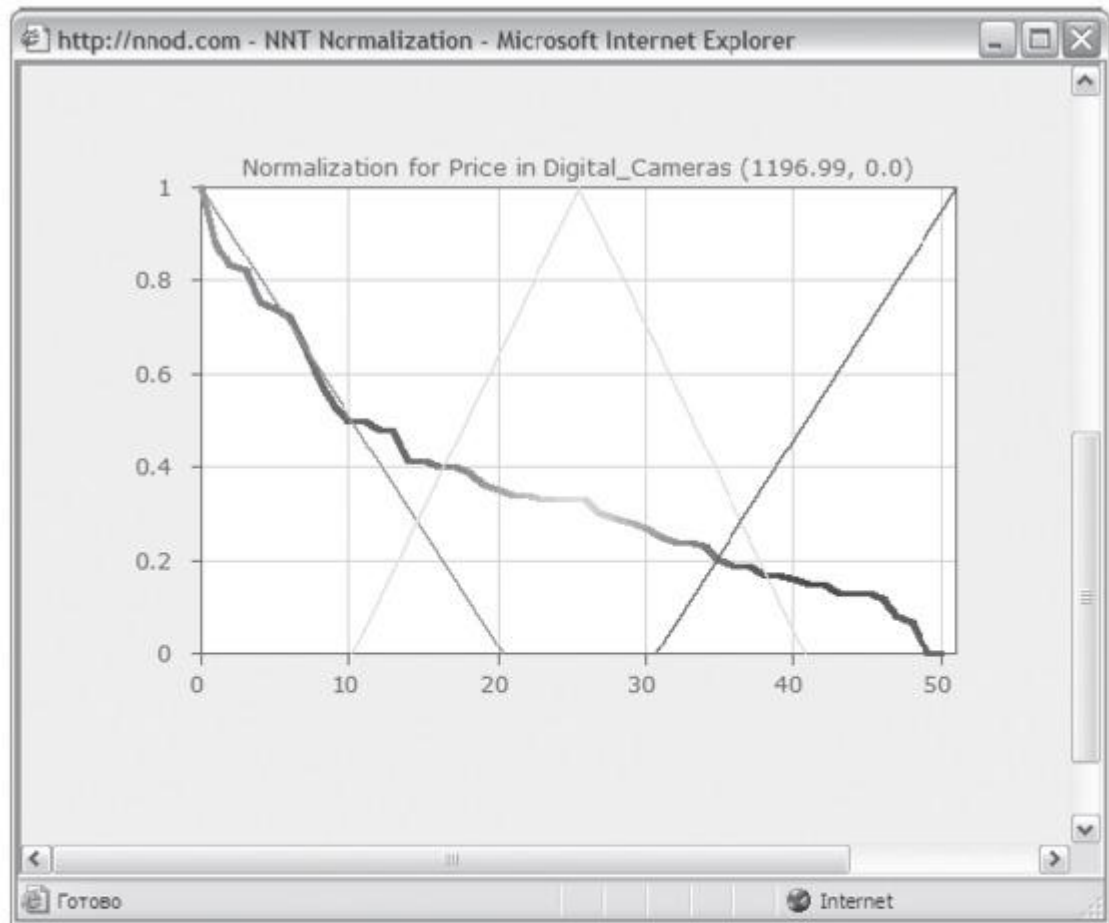 http://nnod.com - NNT Normalization - Microsoft Internet Explorer
Normalization for Price in Digital_Cameras (1196.99, 0.0)
1
0.8
0.6
0.4
0.2
0
0 10 20 30 40 50
Готово Internet